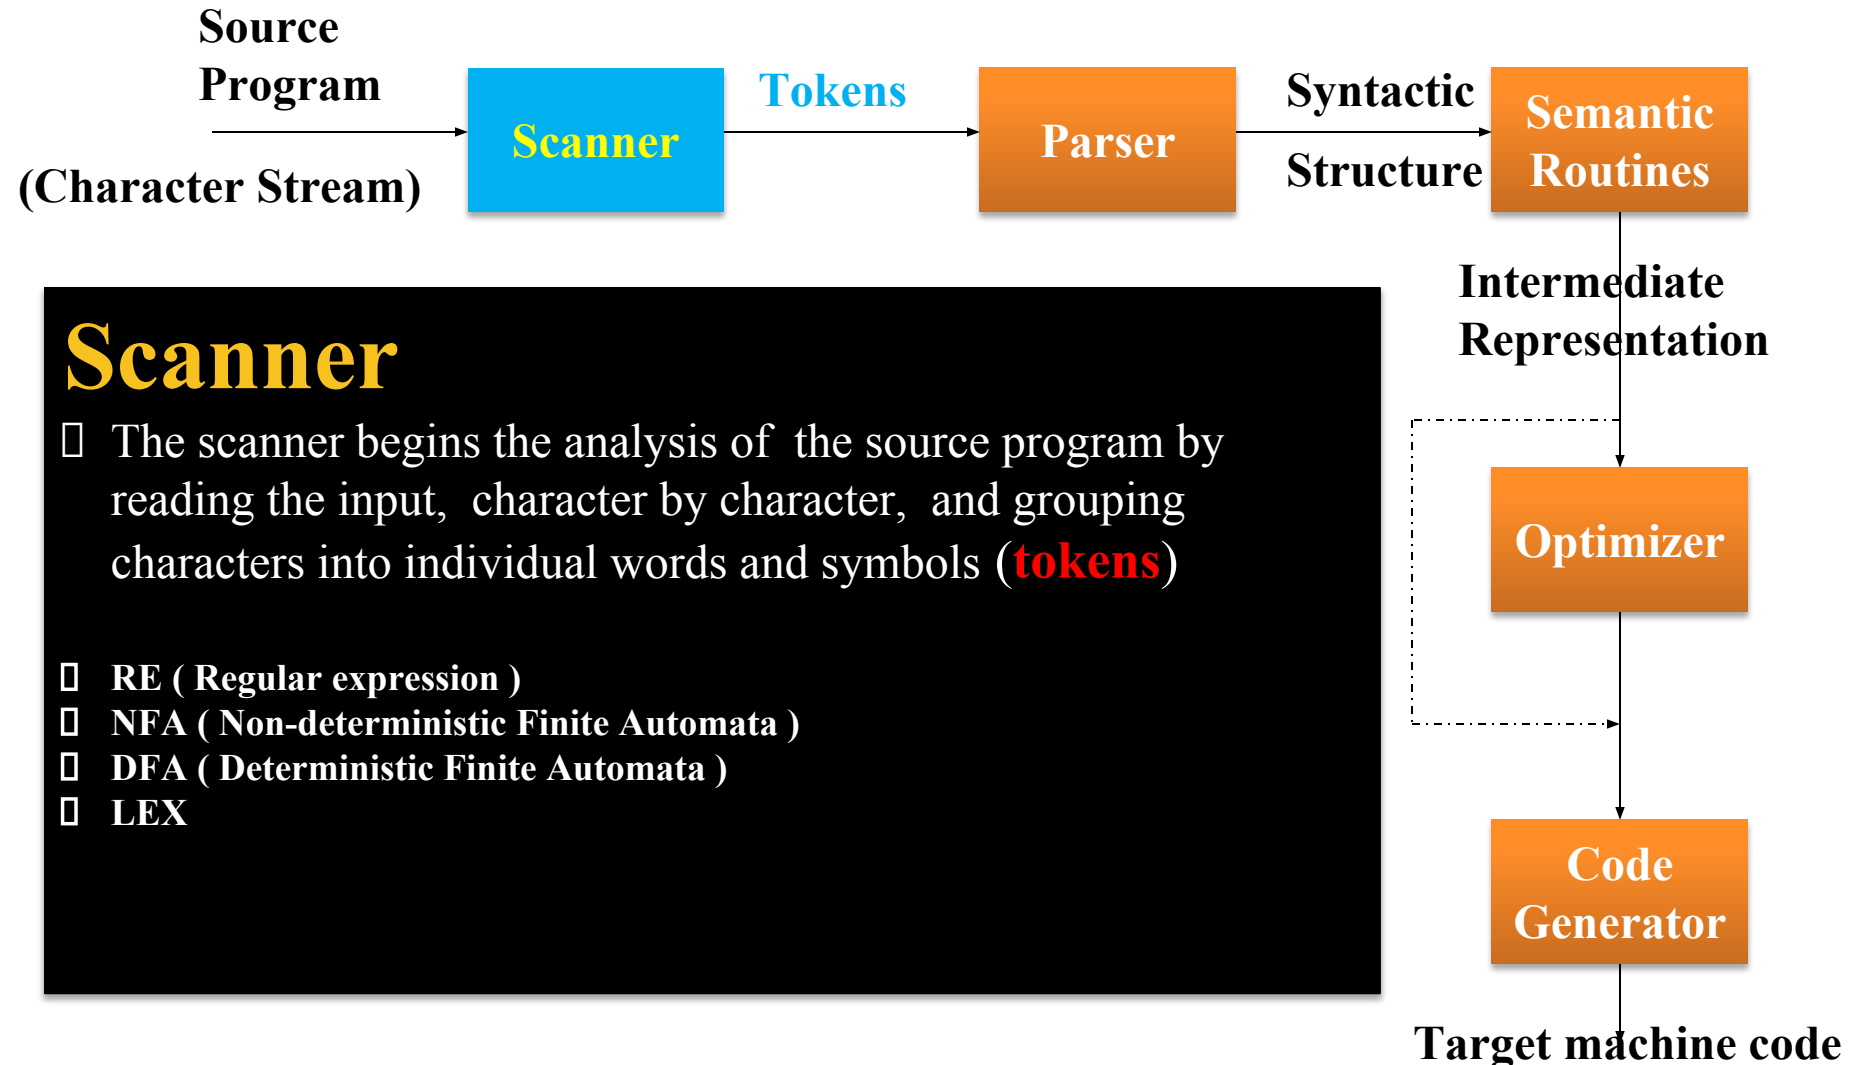 Source
Program
(Character Stream)
Scanner
Tokens
Parser
Syntactic
Structure
Semantic
Routines
Intermediate
Representation
Scanner
▯ The scanner begins the analysis of the source program by
reading the input, character by character, and grouping
characters into individual words and symbols (tokens)
▯ RE ( Regular expression )
▯ NFA ( Non-deterministic Finite Automata )
▯ DFA ( Deterministic Finite Automata )
▯ LEX
Optimizer
Code
Generator
Target machine code